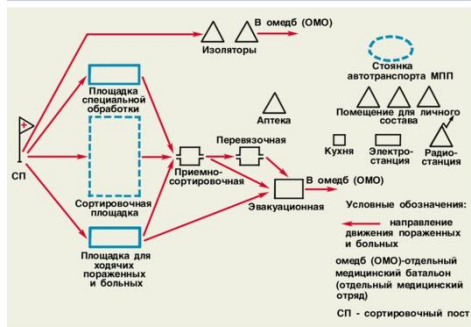 В омедб (ОМО)
Изоляторы
Площадка
специальной
обработки
Аптека
Стоянка
автотранспорта МПП
Помещение для личного
состава
Перевязочная
Кухня
Электро-
станция
Радио-
станция
СП
Приемно-
сортировочная
В омедб (ОМО)
Сортировочная
площадка
Эвакуационная
Площадка для
ходячих
пораженных
и больных
Условные обозначения:
направление
движения пораженных
и больных
омедб (ОМО)-отдельный
медицинский батальон
(отдельный медицинский
отряд)
СП - сортировочный пост